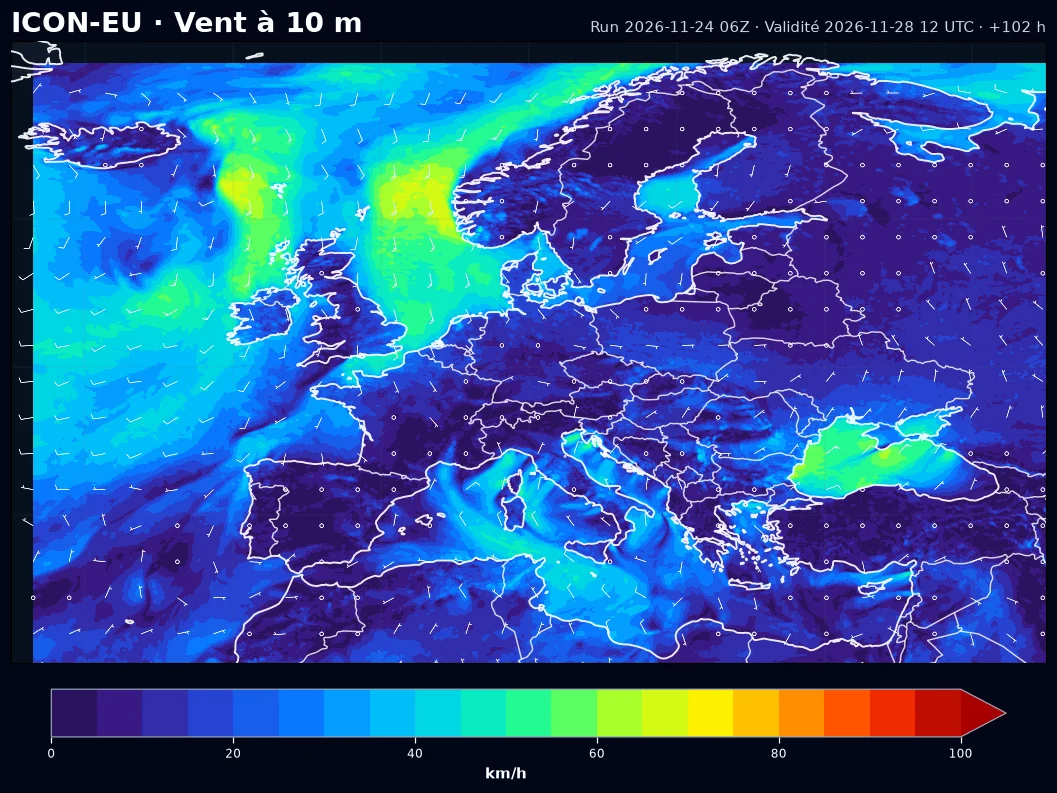 ICON-EU · Vent à 10 m
Run 2026-11-24 06Z · Validité 2026-11-28 12 UTC · +102 h
0 20 40 60 80 100
km/h